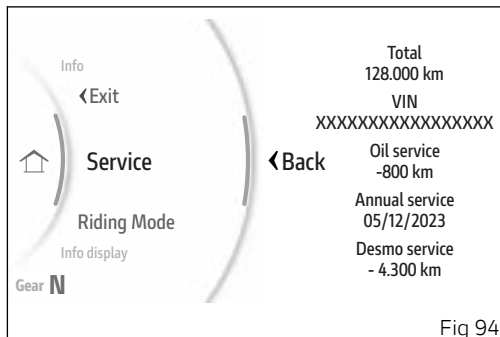 Info
‹Exit
Service
Riding Mode
Info display
Gear N
‹Back
Total
128.000 km
VIN
XXXXXXXXXXXXXXXXX
Oil service
-800 km
Annual service
05/12/2023
Desmo service
- 4.300 km
Fig 94